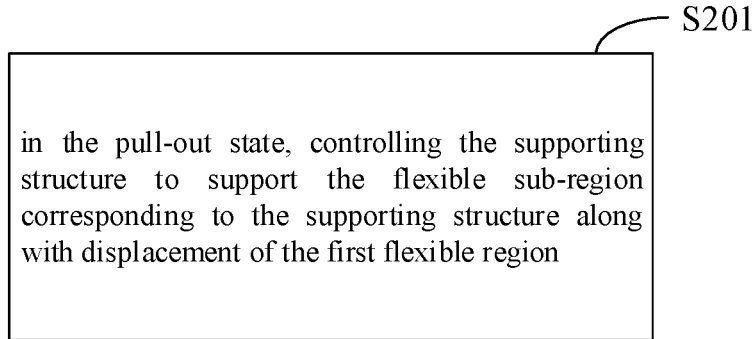 S201
in the pull-out state, controlling the supporting
structure to support the flexible sub-region
corresponding to the supporting structure along
with displacement of the first flexible region